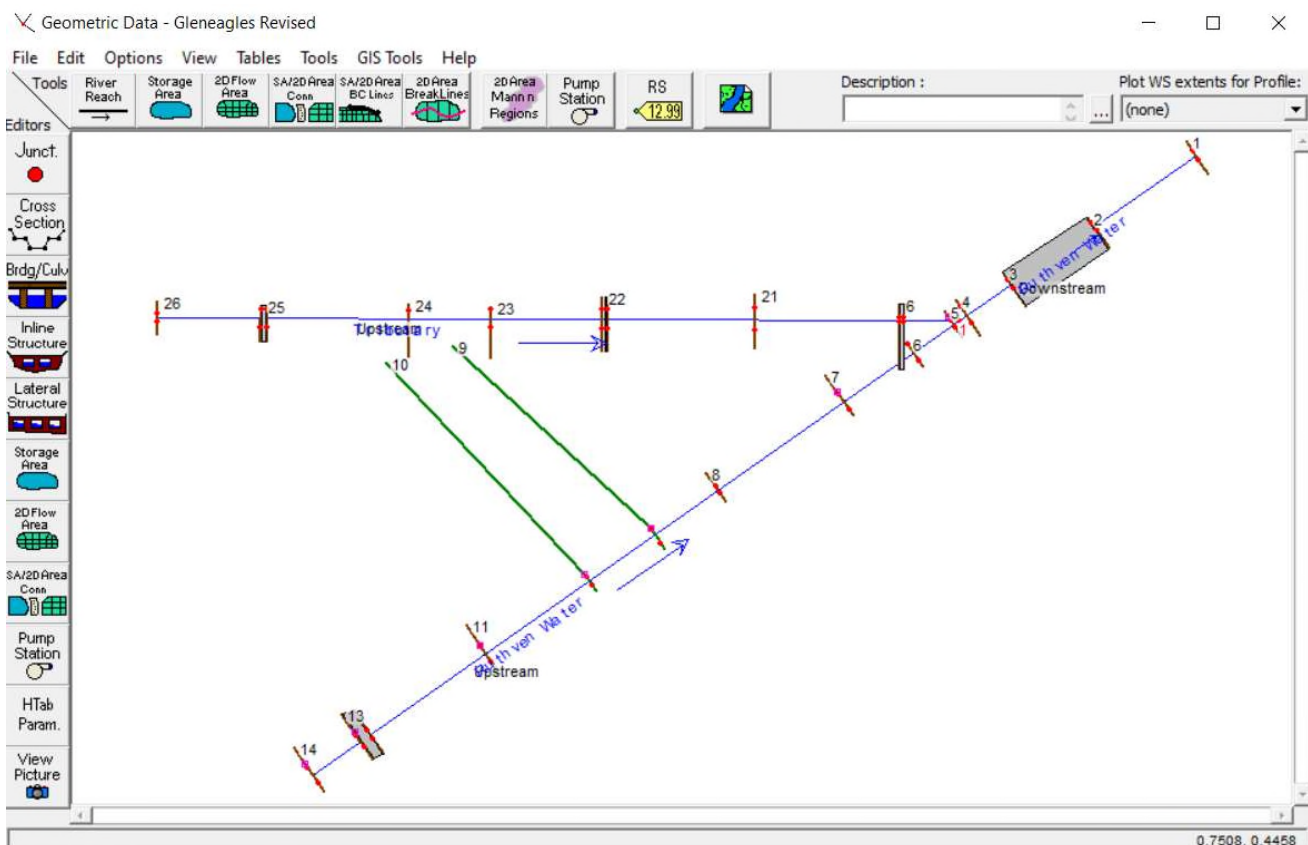 Geometric Data - Gleneagles Revised
File Edit Options View Tables Tools GIS Tools Help
Tools
Editors
River
Reach
Storage
Area
2D Flow
Area
SA/2D Area
Conn
SA/2D Area
BC Lines
2D Area
BreakLines
2D Area
Mann n
Regions
Pump
Station
RS
12.99
Description :
...
Plot WS extents for Profile:
(none)
Junct.
Cross
Section
Brdg/Culv
Inline
Structure
Lateral
Structure
Storage
Area
2D Flow
Area
SA/2D Area
Conn
Pump
Station
HTab
Param.
View
Picture
1
2
3
Downstream
4
5
1
6
6
26
25
24
23
22
21
Upstream
10
9
7
8
11
Upstream
13
14
0.7508, 0.4458